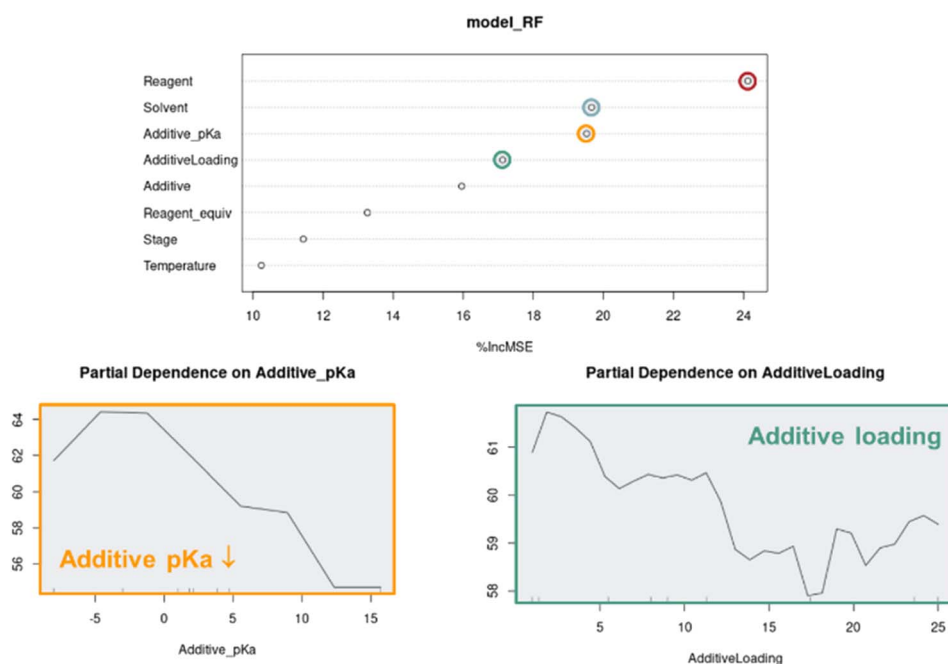 model_RF
Reagent
Solvent
Additive_pKa
AdditiveLoading
Additive
Reagent_equiv
Stage
Temperature
10 12 14 16 18 20 22 24
%IncMSE
Partial Dependence on Additive_pKa
64
62
60
58
56
Additive pKa ↓
-5 0 5 10 15
Additive_pKa
Partial Dependence on AdditiveLoading
61
60
59
58
Additive loading
5 10 15 20 25
AdditiveLoading